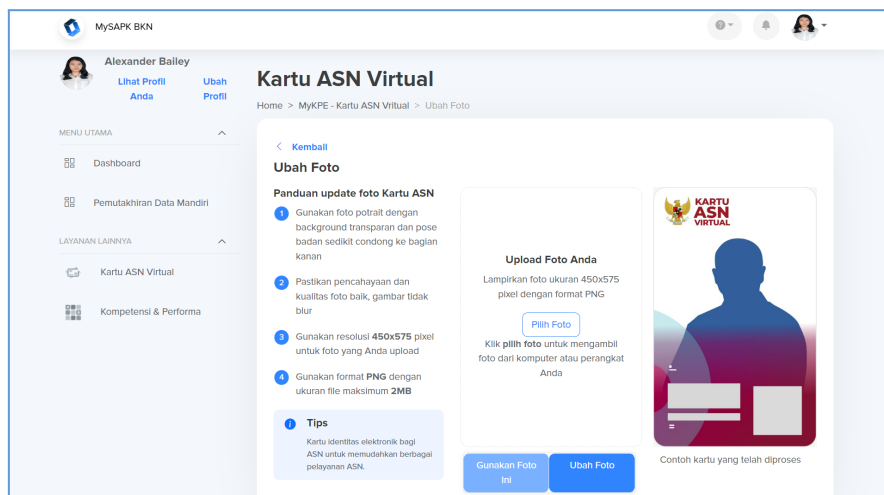 MySAPK BKN
Alexander Bailey
Lihat Profil
Anda
Ubah
Profil
MENU UTAMA
Dashboard
Pemutakhiran Data Mandiri
LAYANAN LAINNYA
Kartu ASN Virtual
Kompetensi & Performa
Kartu ASN Virtual
Home > MyKPE - Kartu ASN Vritual > Ubah Foto
< Kembali
Ubah Foto
Panduan update foto Kartu ASN
1 Gunakan foto potrait dengan
background transparan dan pose
badan sedikit condong ke bagian
kanan
2 Pastikan pencahayaan dan
kualitas foto baik, gambar tidak
blur
3 Gunakan resolusi 450x575 pixel
untuk foto yang Anda upload
4 Gunakan format PNG dengan
ukuran file maksimum 2MB
Tips
Kartu identitas elektronik bagi
ASN untuk memudahkan berbagai
pelayanan ASN.
Upload Foto Anda
Lampirkan foto ukuran 450x575
pixel dengan format PNG
Pilih Foto
Klik pilih foto untuk mengambil
foto dari komputer atau perangkat
Anda
Gunakan Foto
Ini
Ubah Foto
KARTU
ASN
VIRTUAL
Contoh kartu yang telah diproses